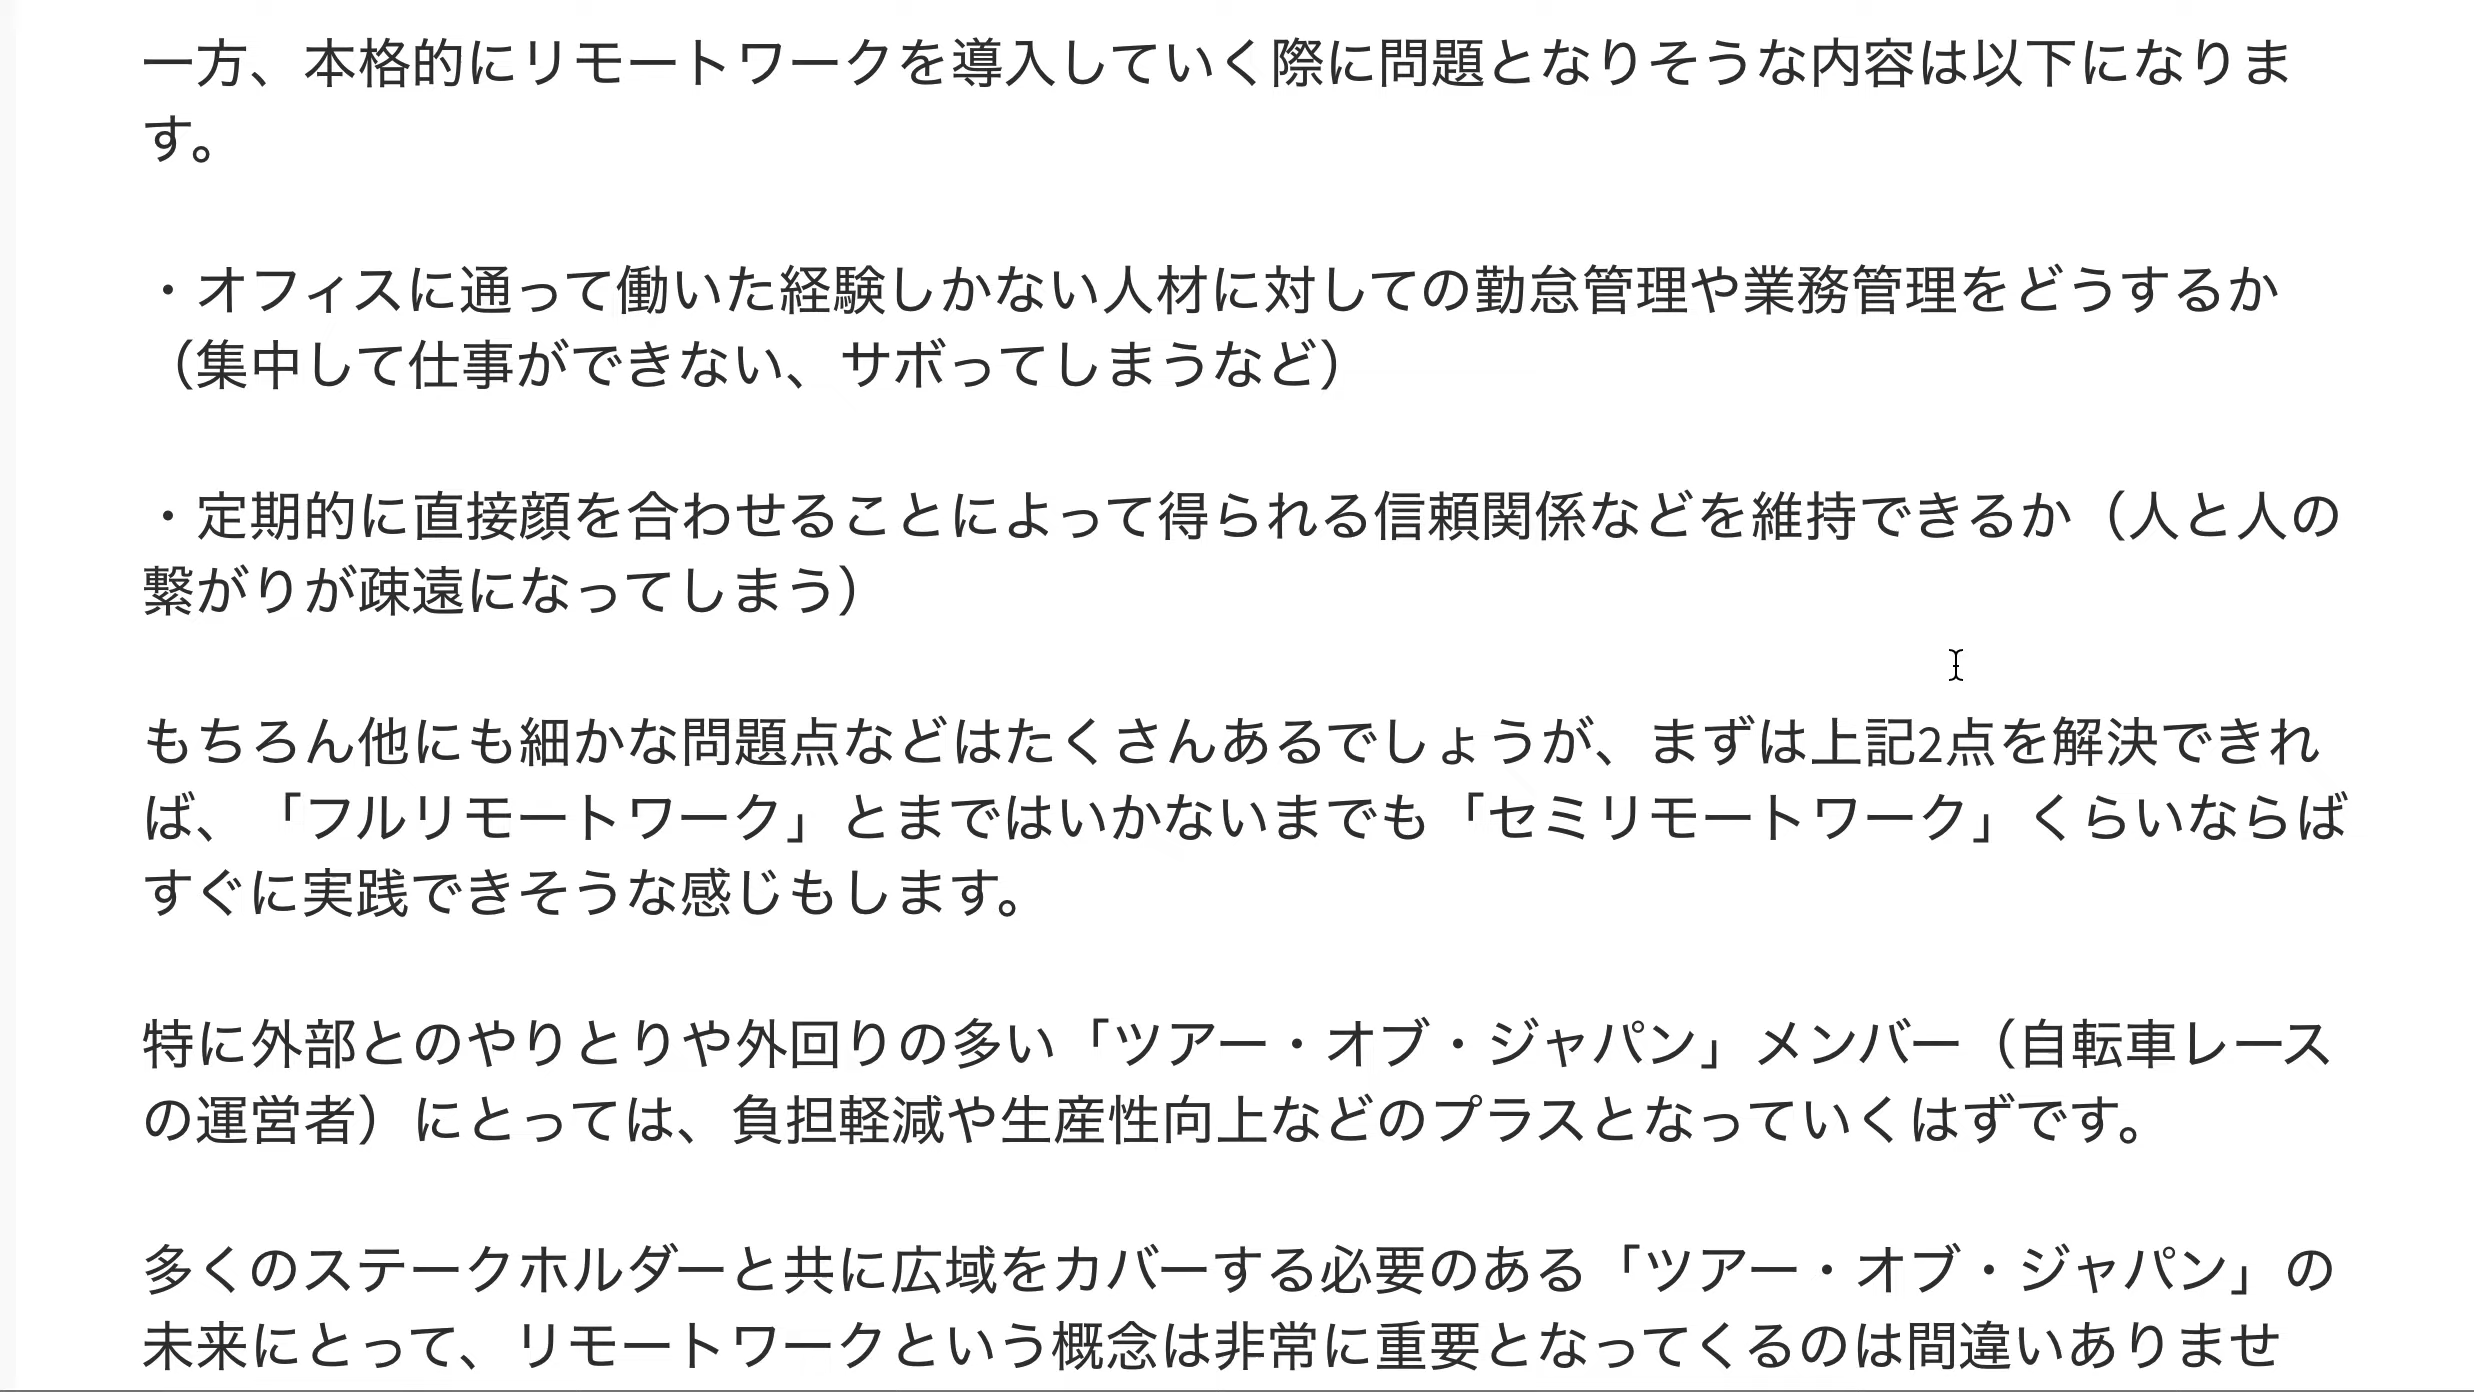 一方、本格的にリモートワークを導入していく際に問題となりそうな内容は以下になりま
す。
・オフィスに通って働いた経験しかない人材に対しての勤怠管理や業務管理をどうするか
（集中して仕事ができない、サボってしまうなど）
・定期的に直接顔を合わせることによって得られる信頼関係などを維持できるか（人と人の
繋がりが疎遠になってしまう）
もちろん他にも細かな問題点などはたくさんあるでしょうが、まずは上記2点を解決できれ
ば、「フルリモートワーク」とまではいかないまでも「セミリモートワーク」くらいならば
すぐに実践できそうな感じもします。
特に外部とのやりとりや外回りの多い「ツアー・オブ・ジャパン」メンバー（自転車レース
の運営者）にとっては、負担軽減や生産性向上などのプラスとなっていくはずです。
多くのステークホルダーと共に広域をカバーする必要のある「ツアー・オブ・ジャパン」の
未来にとって、リモートワークという概念は非常に重要となってくるのは間違いありませ